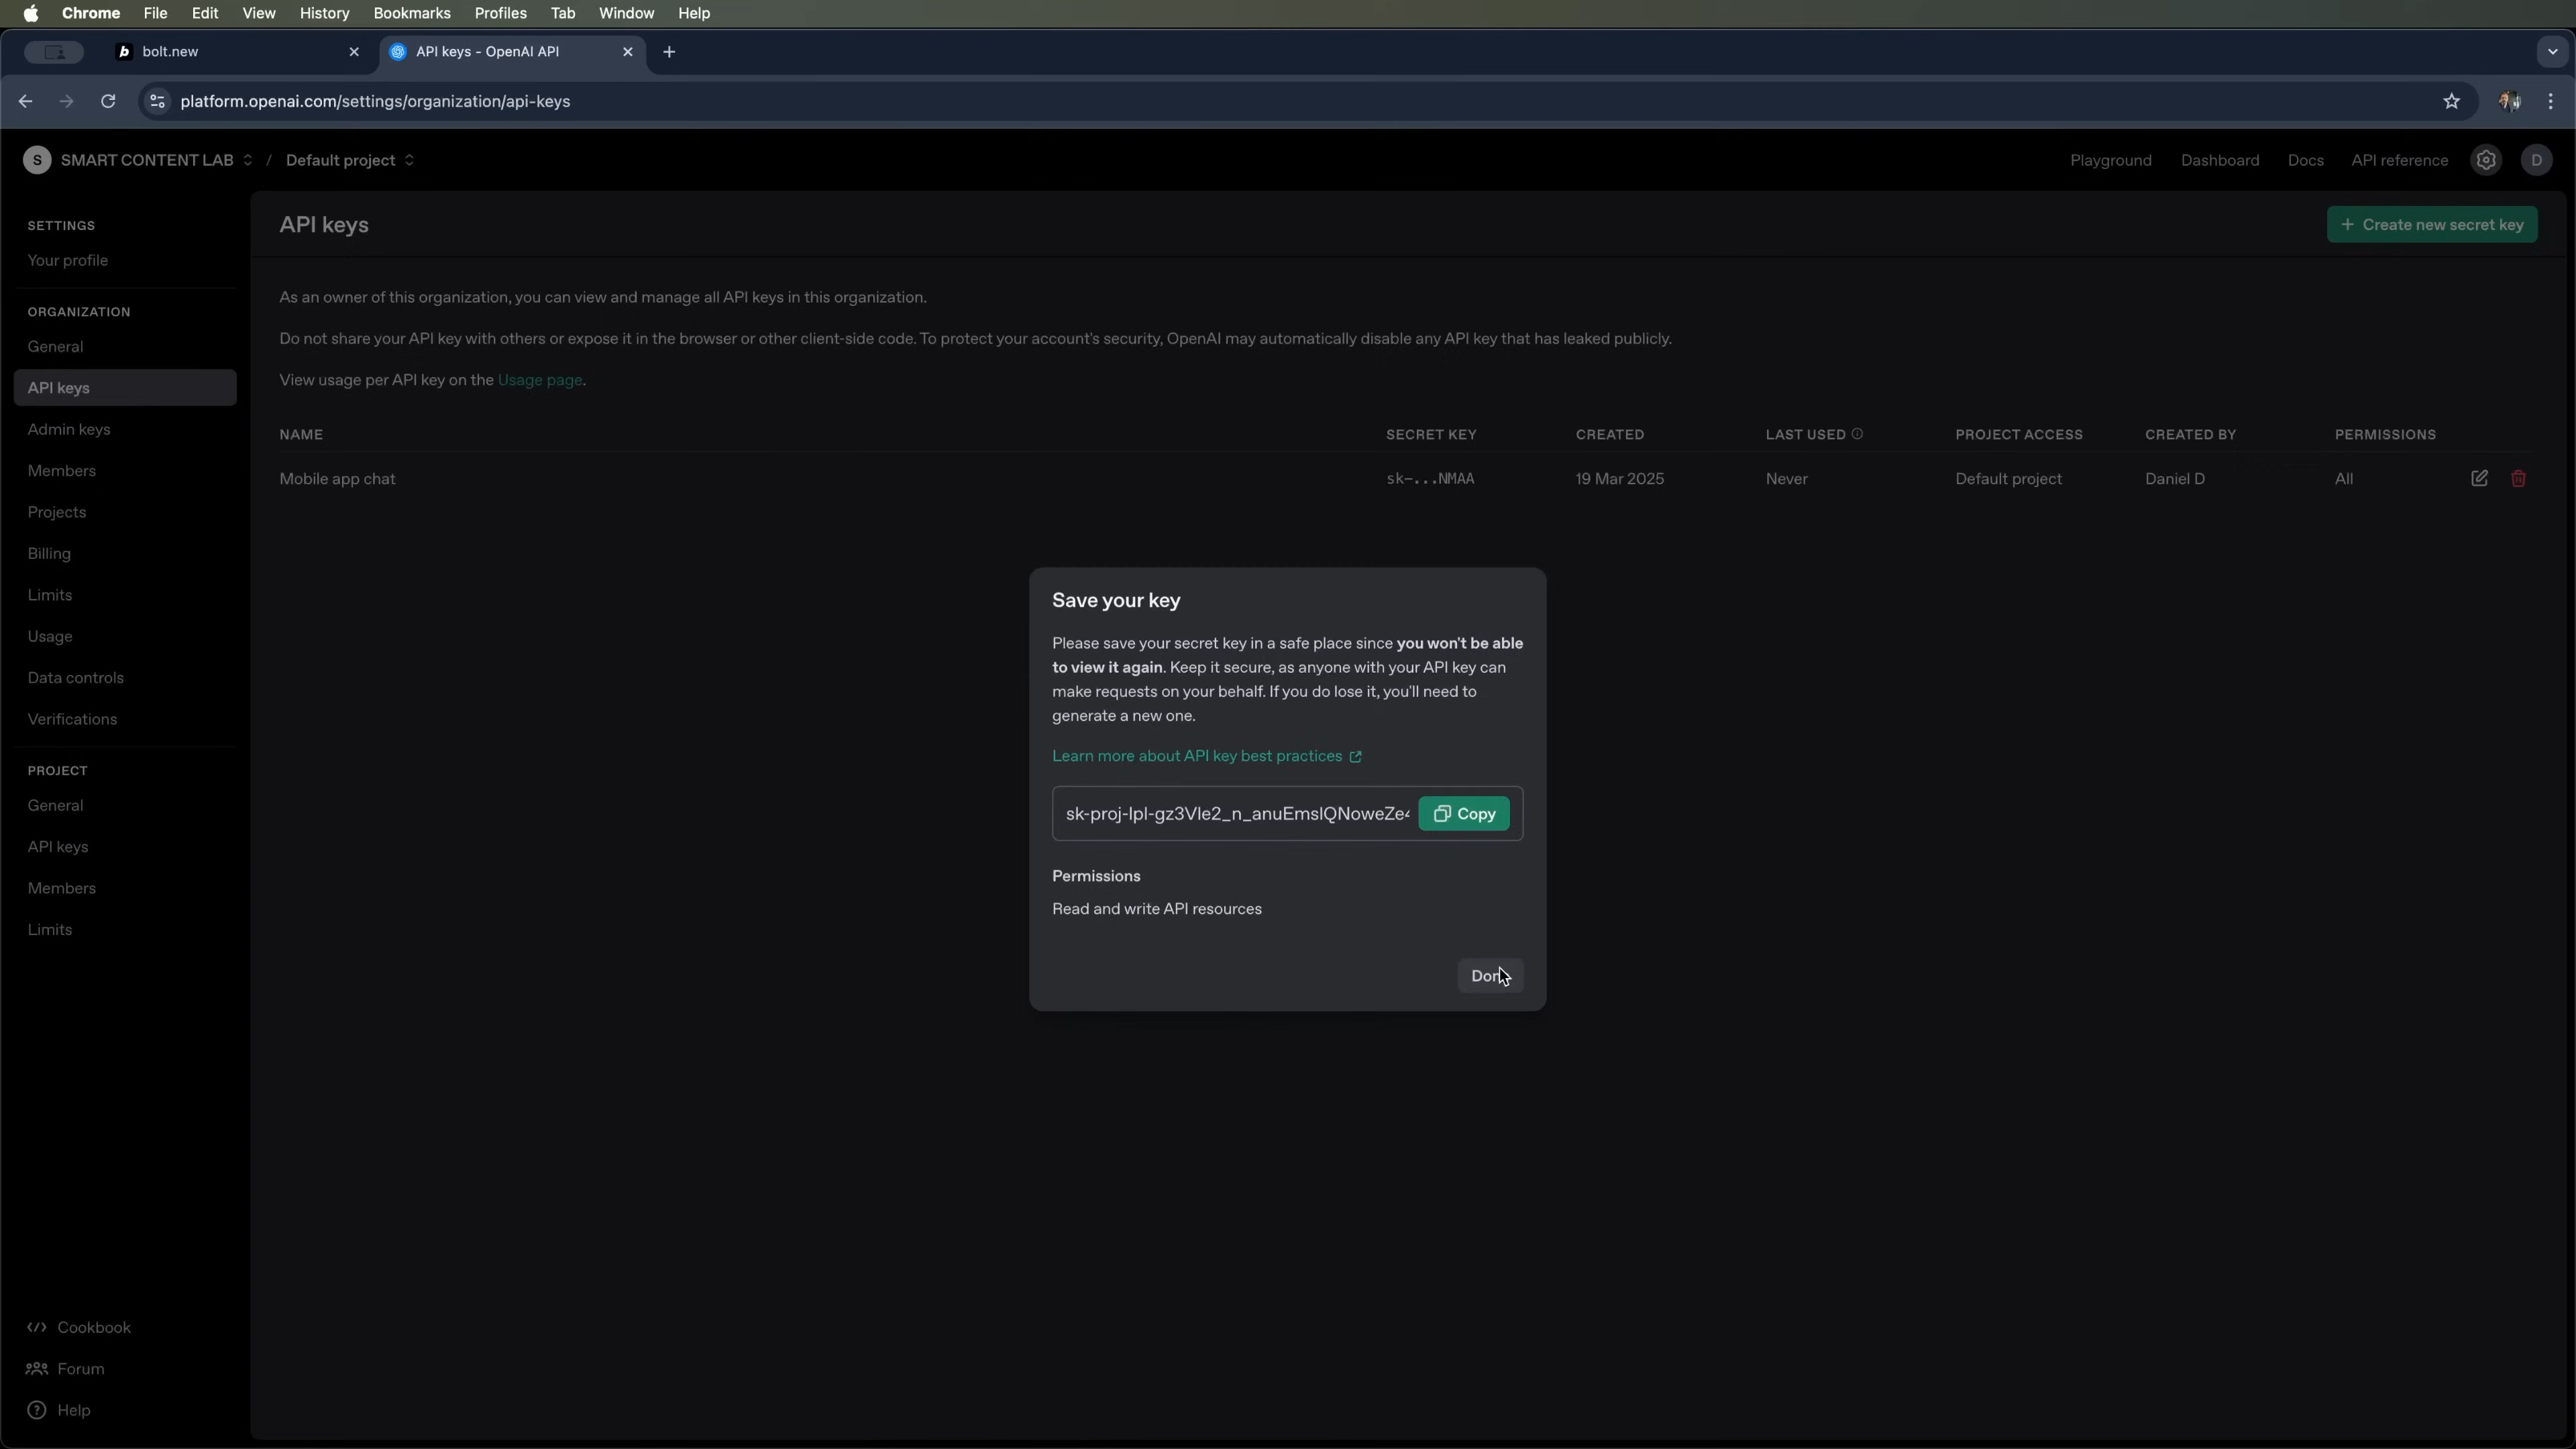 Chrome File Edit View History Bookmarks Profiles Tab Window Help
bolt.new
API keys - OpenAI API
platform.openai.com/settings/organization/api-keys
S SMART CONTENT LAB / Default project
Playground Dashboard Docs API reference D
SETTINGS
Your profile
ORGANIZATION
General
API keys
Admin keys
Members
Projects
Billing
Limits
Usage
Data controls
Verifications
PROJECT
General
API keys
Members
Limits
Cookbook
Forum
Help
API keys
+ Create new secret key
As an owner of this organization, you can view and manage all API keys in this organization.
Do not share your API key with others or expose it in the browser or other client-side code. To protect your account's security, OpenAI may automatically disable any API key that has leaked publicly.
View usage per API key on the Usage page.
NAME SECRET KEY CREATED LAST USED PROJECT ACCESS CREATED BY PERMISSIONS
Mobile app chat sk-...NMAA 19 Mar 2025 Never Default project Daniel D All
Save your key
Please save your secret key in a safe place since you won't be able
to view it again. Keep it secure, as anyone with your API key can
make requests on your behalf. If you do lose it, you'll need to
generate a new one.
Learn more about API key best practices
Copy
Permissions
Read and write API resources